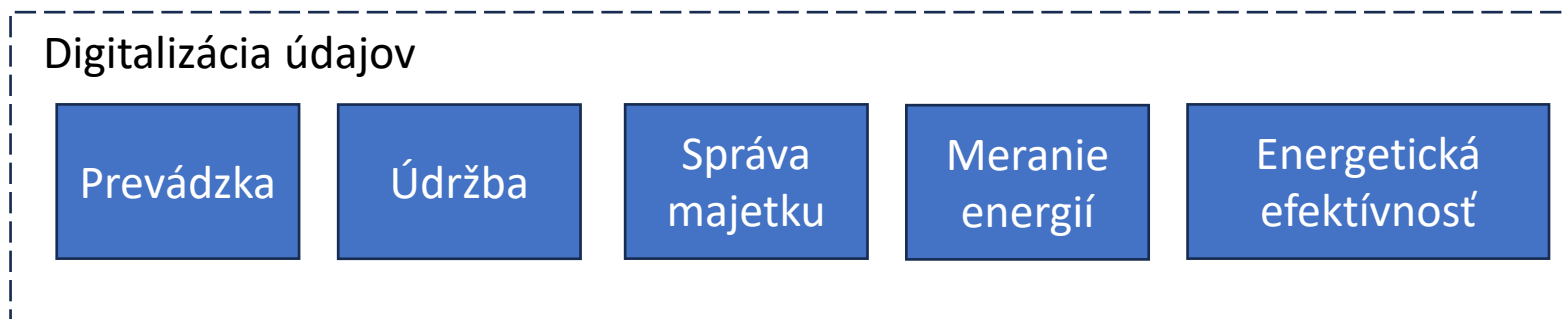 Digitalizácia údajov
Prevádzka
Údržba
Správa
majetku
Meranie
energií
Energetická
efektívnosť